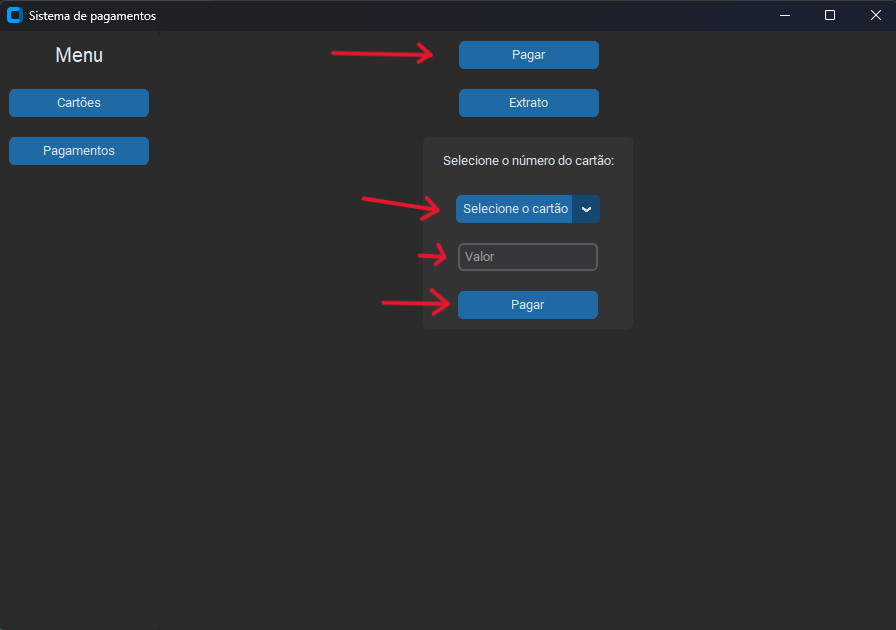 Sistema de pagamentos
Menu
Cartões
Pagamentos
Pagar
Extrato
Selecione o número do cartão:
Selecione o cartão
Valor
Pagar